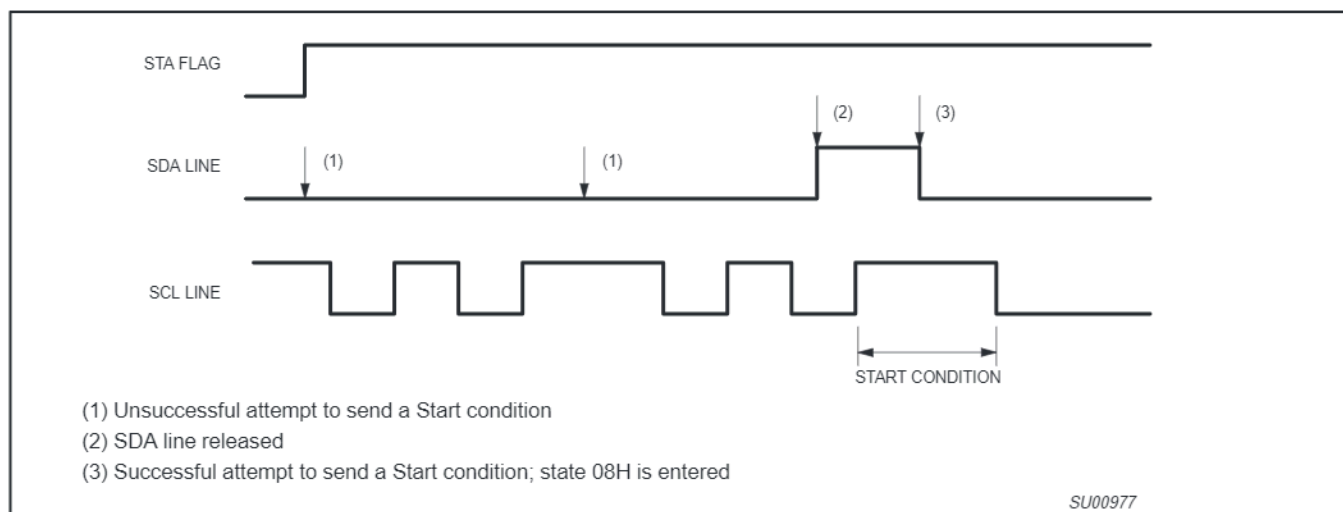 STA FLAG
(2) (3)
SDA LINE (1) (1)
SCL LINE
START CONDITION
(1) Unsuccessful attempt to send a Start condition
(2) SDA line released
(3) Successful attempt to send a Start condition; state 08H is entered
SU00977